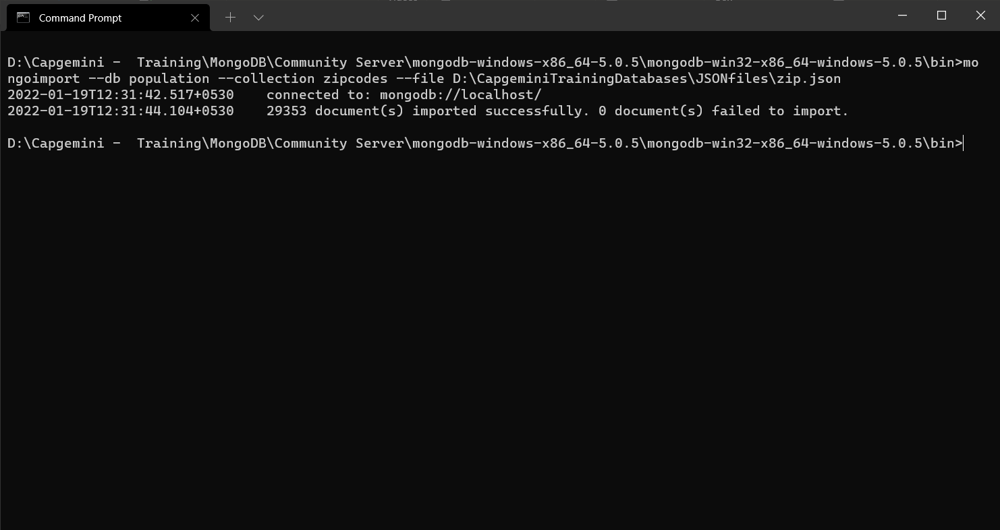 Command Prompt
D:\Capgemini -  Training\MongoDB\Community Server\mongodb-windows-x86_64-5.0.5\mongodb-win32-x86_64-windows-5.0.5\bin>mo
ngoimport --db population --collection zipcodes --file D:\CapgeminiTrainingDatabases\JSONfiles\zip.json
2022-01-19T12:31:42.517+0530    connected to: mongodb://localhost/
2022-01-19T12:31:44.104+0530    29353 document(s) imported successfully. 0 document(s) failed to import.
D:\Capgemini -  Training\MongoDB\Community Server\mongodb-windows-x86_64-5.0.5\mongodb-win32-x86_64-windows-5.0.5\bin>